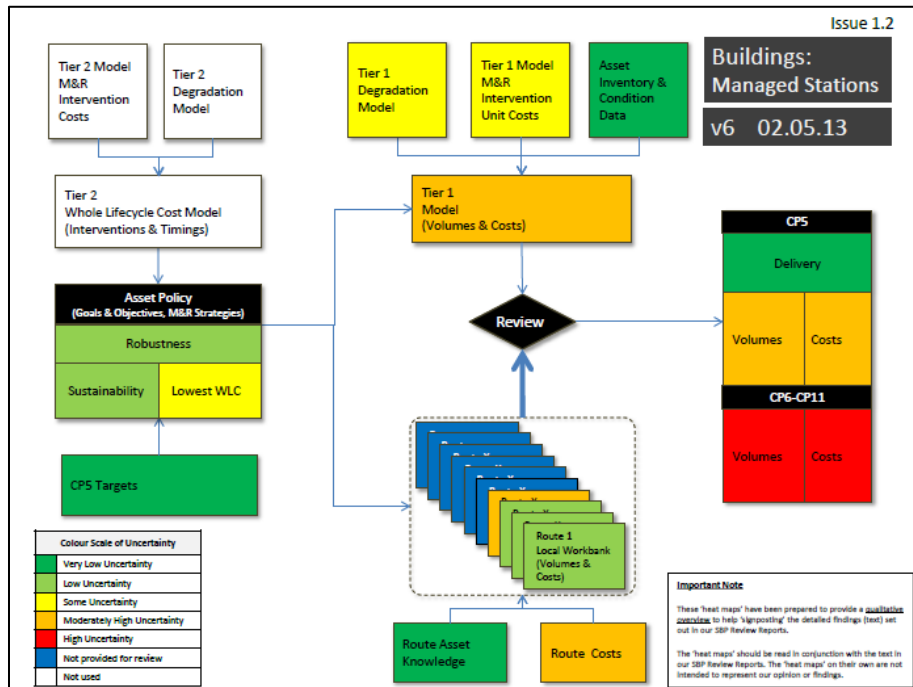 Issue 1.2
Buildings:
Managed Stations
v6 02.05.13
Tier 2 Model
M&R
Intervention
Costs
Tier 2
Degradation
Model
Tier 1
Degradation
Model
Tier 1 Model
M&R
Intervention
Unit Costs
Asset
Inventory &
Condition
Data
Tier 2
Whole Lifecycle Cost Model
(Interventions & Timings)
Tier 1
Model
(Volumes & Costs)
Asset Policy
(Goals & Objectives, M&R Strategies)
Robustness
Sustainability
Lowest WLC
CP5 Targets
Review
CP5
Delivery
Volumes
Costs
CP6-CP11
Volumes
Costs
Route 1
Local Workbank
(Volumes &
Costs)
Route Asset
Knowledge
Route Costs
Colour Scale of Uncertainty
Very Low Uncertainty
Low Uncertainty
Some Uncertainty
Moderately High Uncertainty
High Uncertainty
Not provided for review
Not used
Important Note
These 'heat maps' have been prepared to provide a qualitative
overview to help 'signposting' the detailed findings (text) set
out in our SBP Review Reports.
The 'heat maps' should be read in conjunction with the text in
our SBP Review Reports. The 'heat maps' on their own are not
intended to represent our opinion or findings.